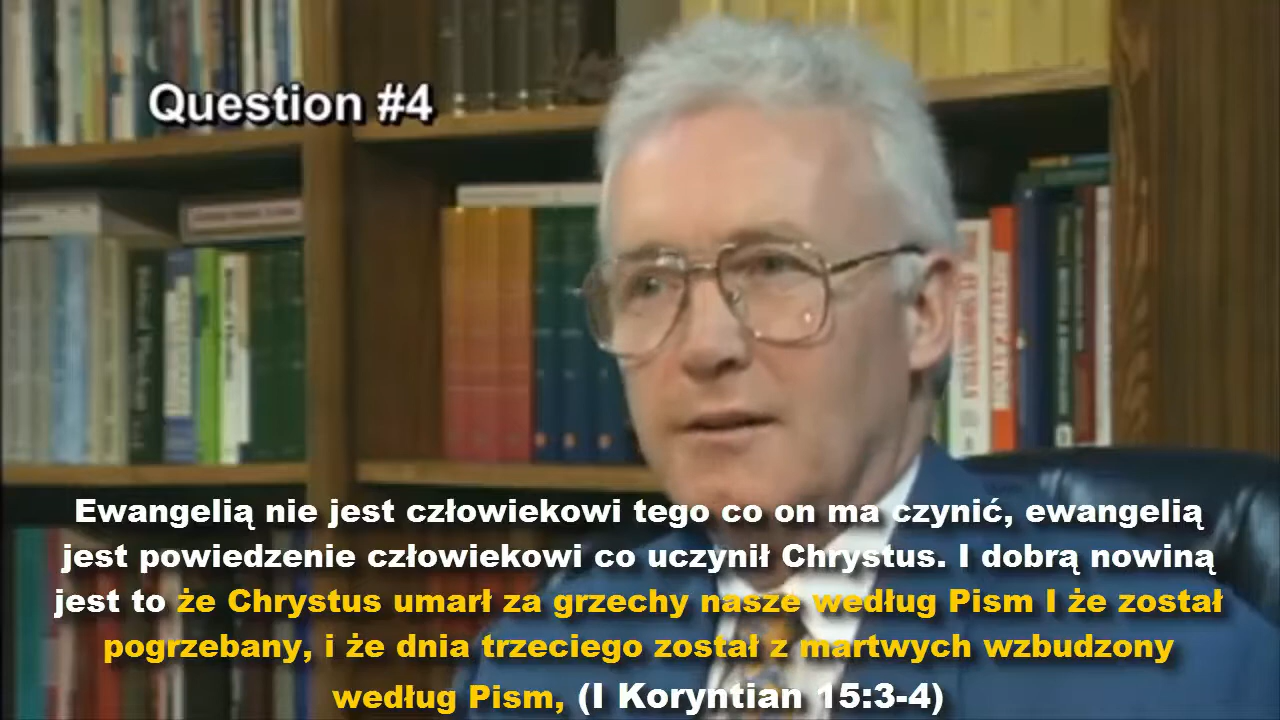 Question #4
JUSTIFICATION
Ewangelią nie jest człowiekowi tego co on ma czynić, ewangelią
jest powiedzenie człowiekowi co uczynił Chrystus. I dobrą nowiną
jest to że Chrystus umarł za grzechy nasze według Pism I że został
pogrzebany, i że dnia trzeciego został z martwych wzbudzony
według Pism, (I Koryntian 15:3-4)